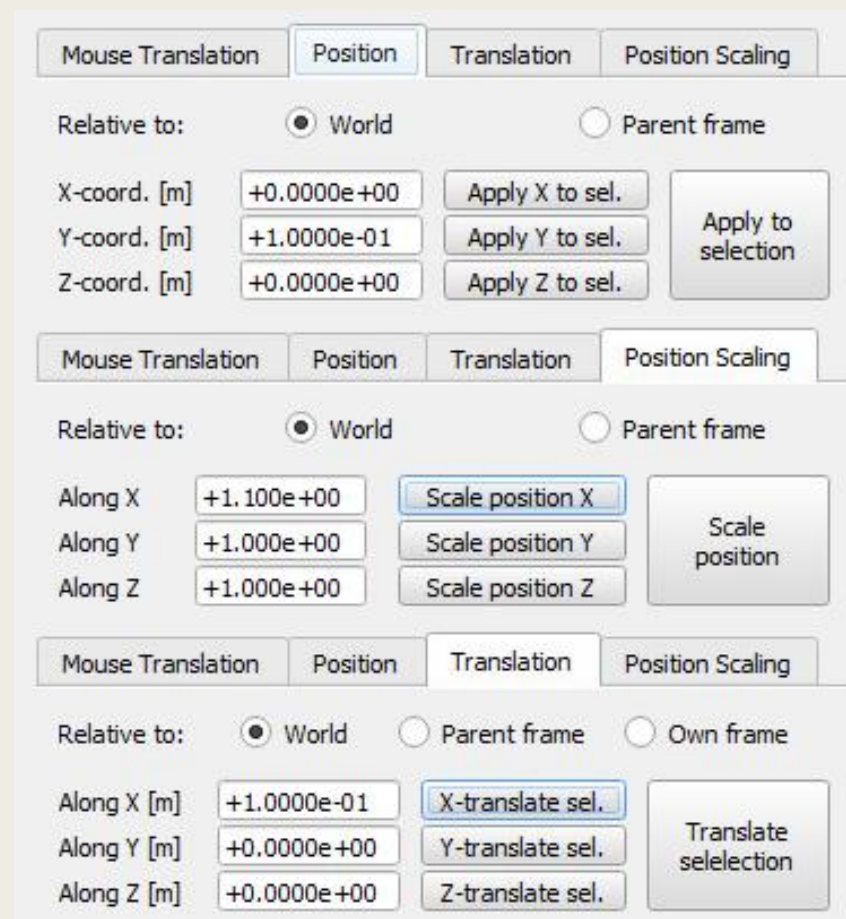 Mouse Translation Position Translation Position Scaling
Relative to: World Parent frame
X-coord. [m] +0.0000e+00 Apply X to sel.
Y-coord. [m] +1.0000e-01 Apply Y to sel.
Z-coord. [m] +0.0000e+00 Apply Z to sel.
Apply to
selection
Mouse Translation Position Translation Position Scaling
Relative to: World Parent frame
Along X +1.100e+00 Scale position X
Along Y +1.000e+00 Scale position Y
Along Z +1.000e+00 Scale position Z
Scale
position
Mouse Translation Position Translation Position Scaling
Relative to: World Parent frame Own frame
Along X [m] +1.0000e-01 X-translate sel.
Along Y [m] +0.0000e+00 Y-translate sel.
Along Z [m] +0.0000e+00 Z-translate sel.
Translate
selelection